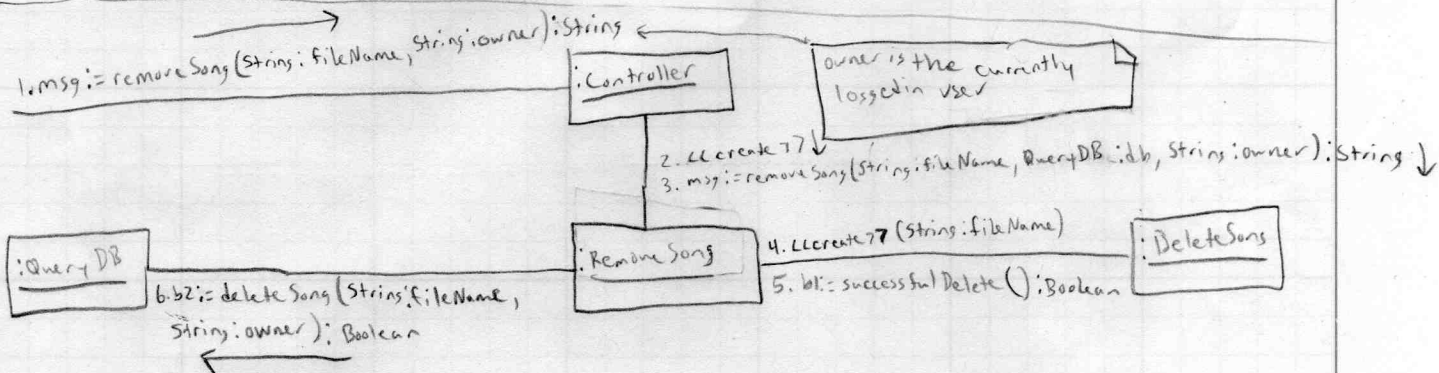 1. msg := removeSong(String: fileName, String: owner): String
:Controller
owner is the currently
logged in user
2. <<create>>
3. msg := removeSong(String: fileName, QueryDB: db, String: owner): String
:QueryDB
:RemoveSong
4. <<create>> (String: fileName)
:DeleteSong
5. b1 := successfulDelete(): Boolean
6. b2 := deleteSong(String: fileName,
String: owner): Boolean